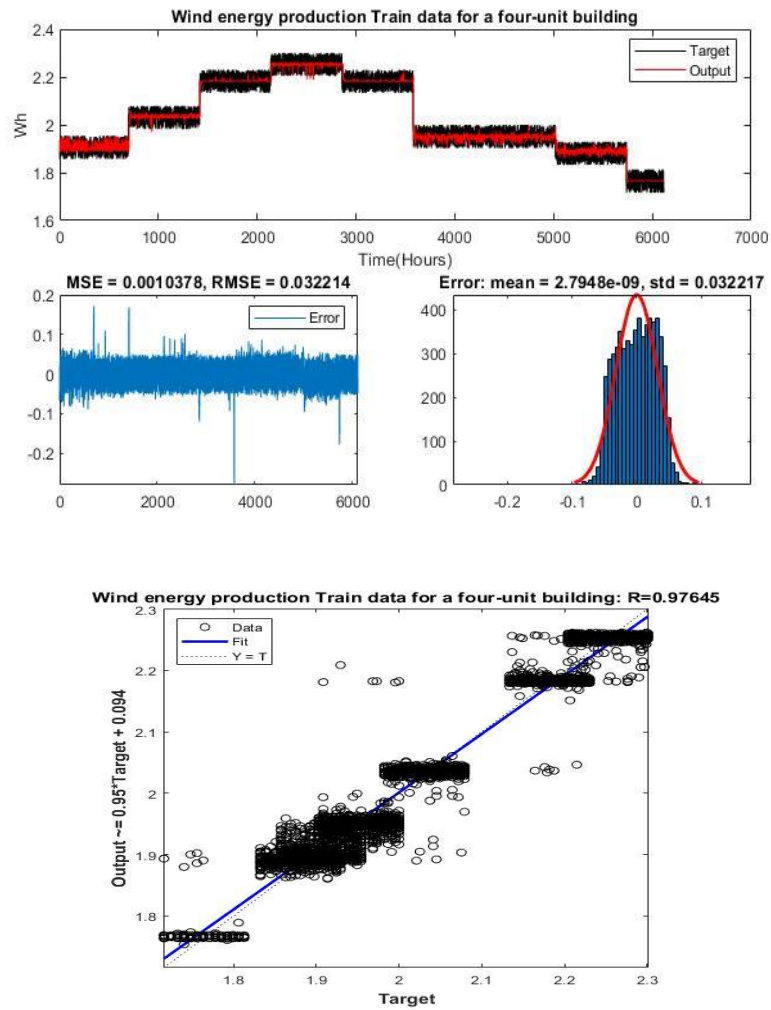 Wind energy production Train data for a four-unit building
2.4
2.2
2
1.8
1.6
Wh
Target
Output
0 1000 2000 3000 4000 5000 6000 7000
Time(Hours)
MSE = 0.0010378, RMSE = 0.032214
0.2
0.1
0
-0.1
-0.2
Error
0 2000 4000 6000
Error: mean = 2.7948e-09, std = 0.032217
400
300
200
100
0
-0.2 -0.1 0 0.1
Wind energy production Train data for a four-unit building: R=0.97645
2.3
2.2
2.1
2
1.9
1.8
Output ~= 0.95*Target + 0.094
Data
Fit
Y = T
1.8 1.9 2 2.1 2.2 2.3
Target